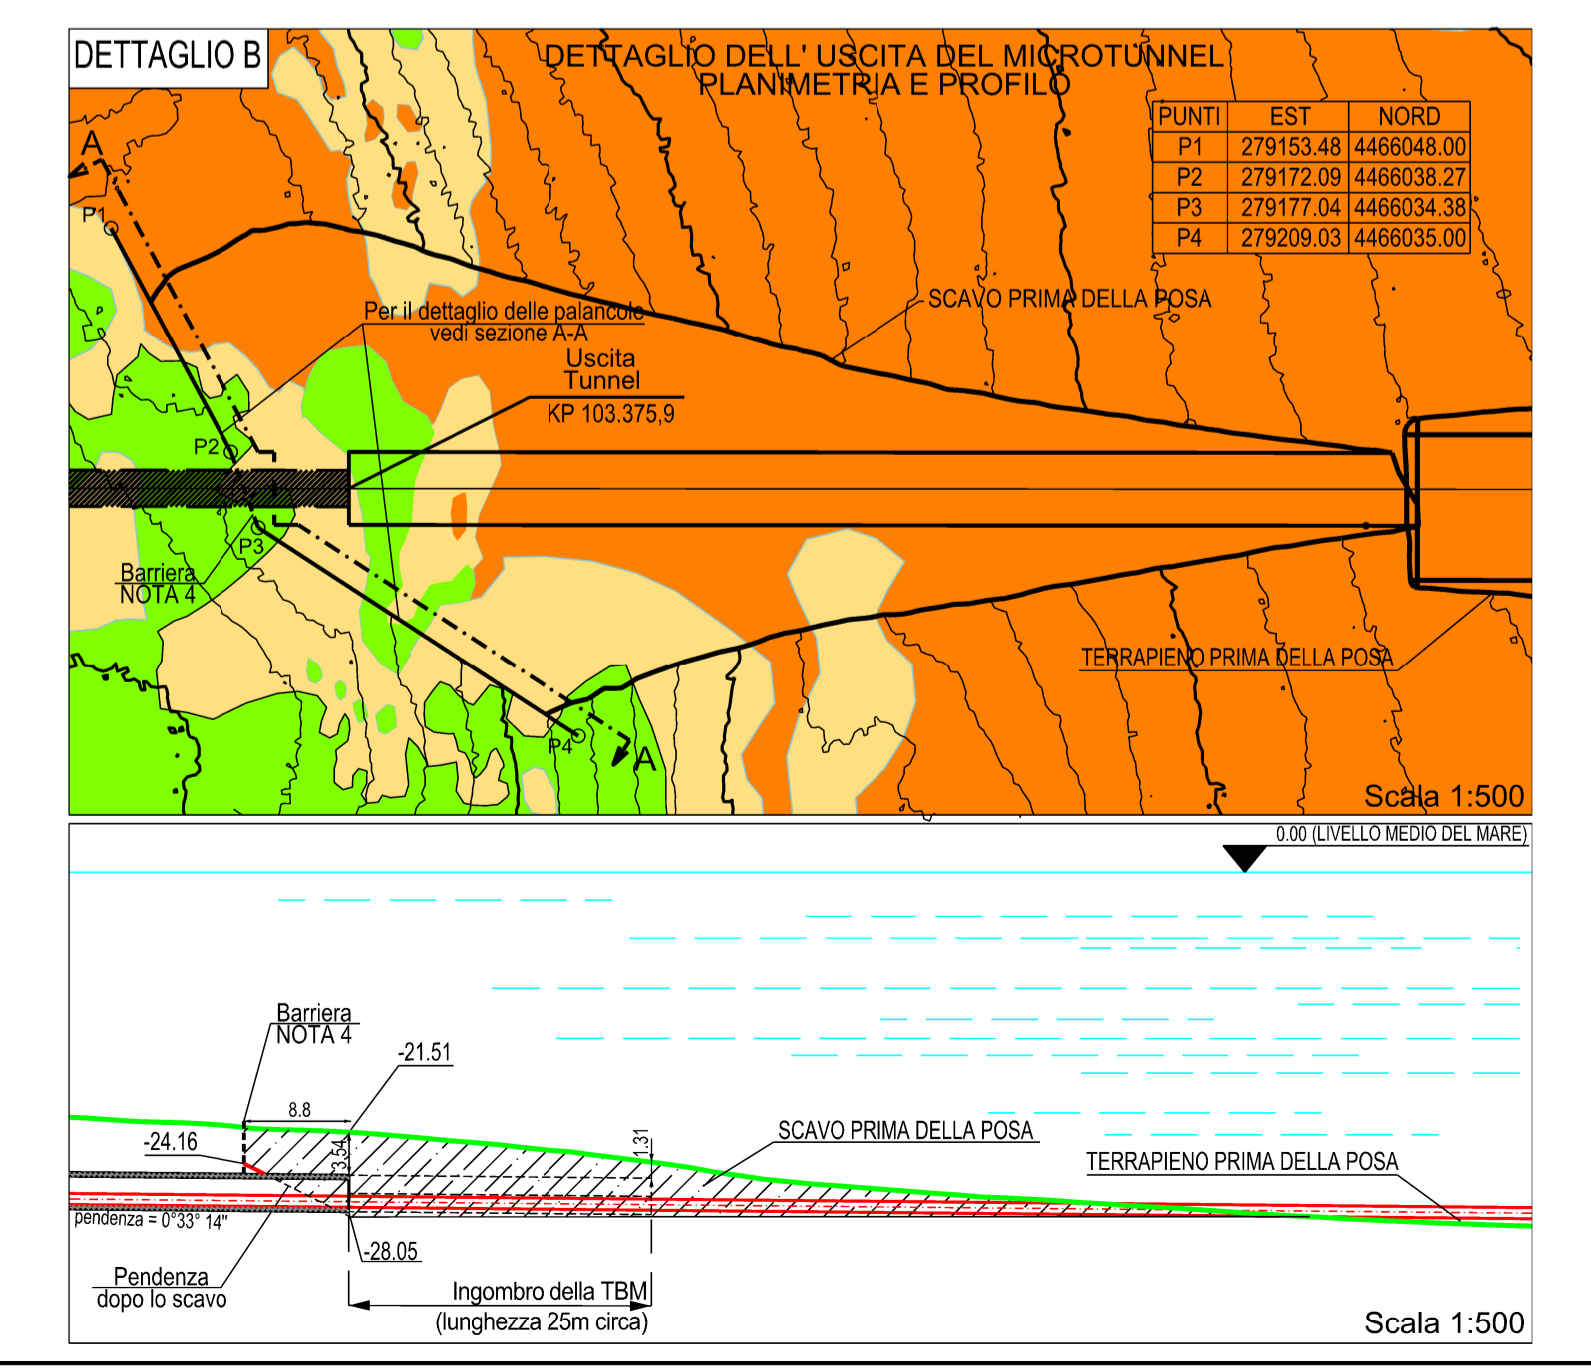 DETTAGLIO B
DETTAGLIO DELL' USCITA DEL MICROTUNNEL
PLANIMETRIA E PROFILO
PUNTI EST NORD
P1 279153.48 4466048.00
P2 279172.09 4466038.27
P3 279177.04 4466034.38
P4 279209.03 4466035.00
A
P1
SCAVO PRIMA DELLA POSA
Per il dettaglio delle palancole
vedi sezione A-A
Uscita
Tunnel
KP 103.375,9
P2
P3
Barriera
NOTA 4
TERRAPIENO PRIMA DELLA POSA
P4
A
Scala 1:500
0.00 (LIVELLO MEDIO DEL MARE)
Barriera
NOTA 4
-21.51
8.8
-24.16
3.54
1.31
SCAVO PRIMA DELLA POSA
TERRAPIENO PRIMA DELLA POSA
pendenza = 0°33° 14"
-28.05
Pendenza
dopo lo scavo
Ingombro della TBM
(lunghezza 25m circa)
Scala 1:500